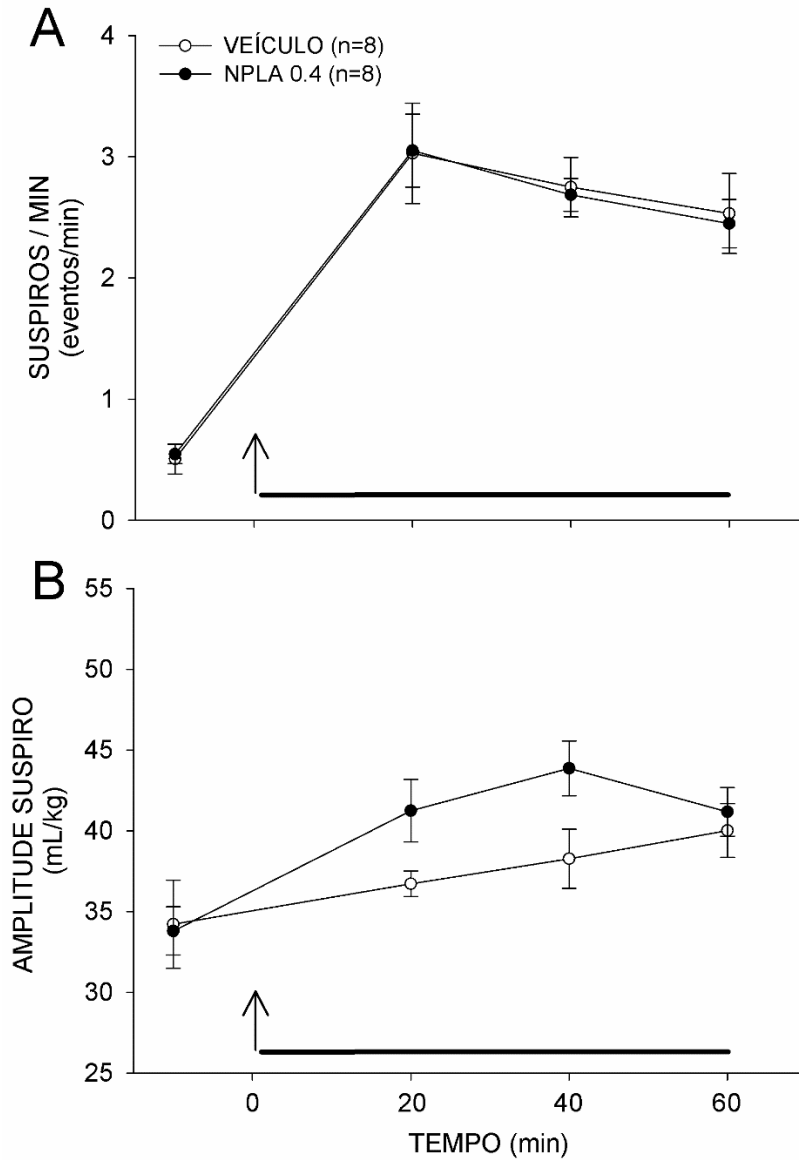 A
VEÍCULO (n=8)
NPLA 0.4 (n=8)
4
3
2
1
0
SUSPIROS / MIN
(eventos/min)
B
55
50
45
40
35
30
25
AMPLITUDE SUSPIRO
(mL/kg)
0 20 40 60
TEMPO (min)